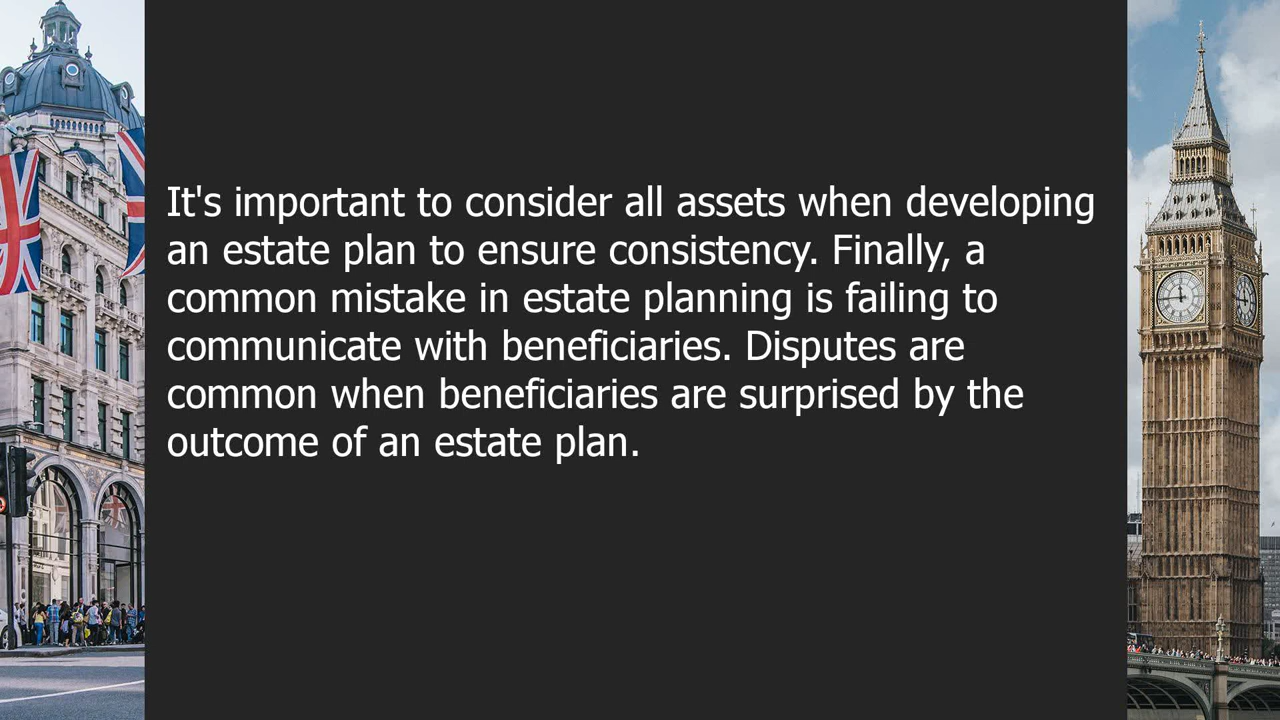 It's important to consider all assets when developing
an estate plan to ensure consistency. Finally, a
common mistake in estate planning is failing to
communicate with beneficiaries. Disputes are
common when beneficiaries are surprised by the
outcome of an estate plan.